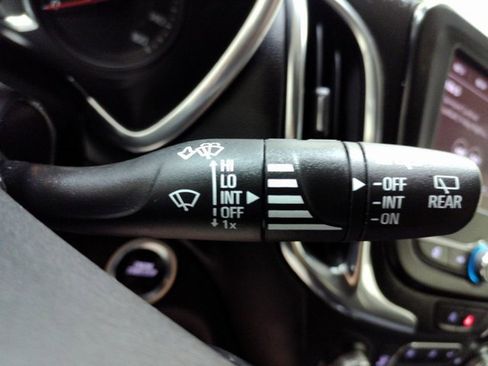 HI
LO
INT
OFF
1x
-OFF
-INT
-ON
REAR